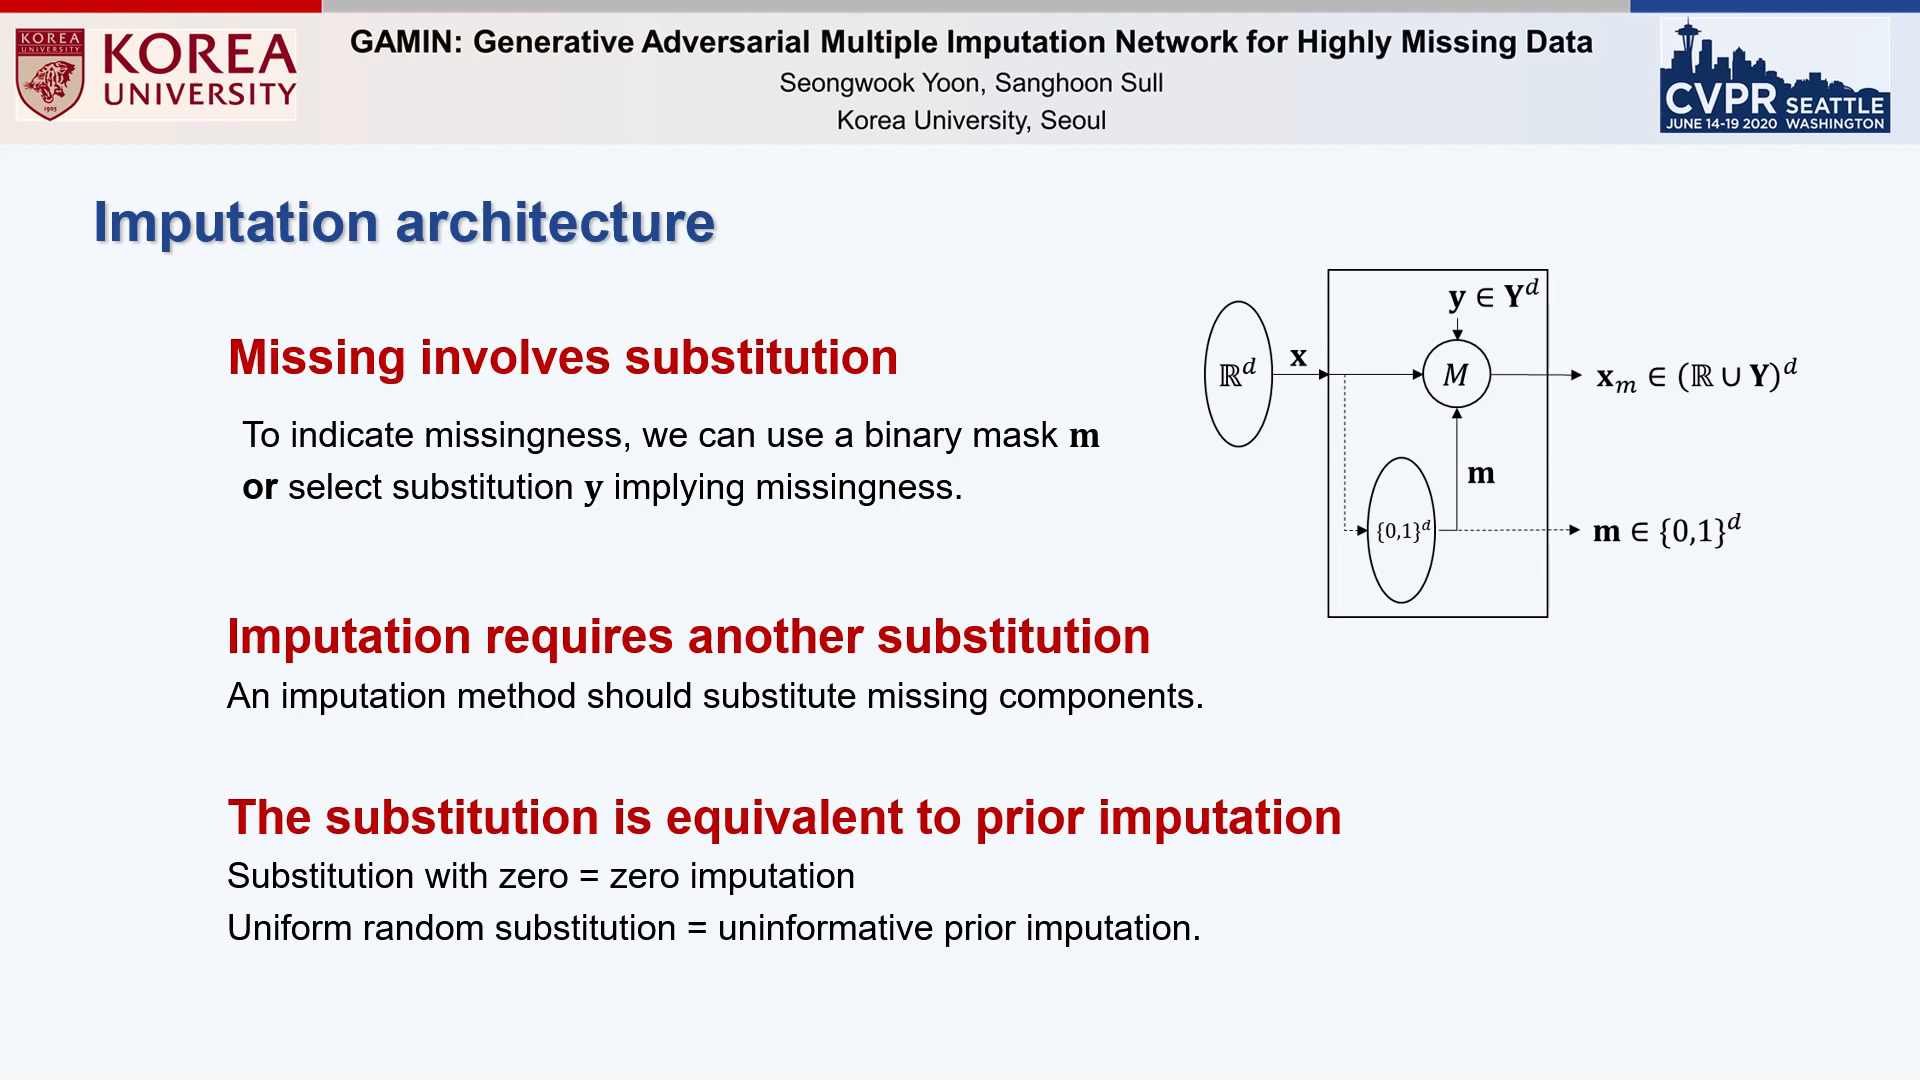 KOREA
UNIVERSITY
1905
KOREA
UNIVERSITY
GAMIN: Generative Adversarial Multiple Imputation Network for Highly Missing Data
Seongwook Yoon, Sanghoon Sull
Korea University, Seoul
CVPR SEATTLE
JUNE 14-19 2020 WASHINGTON
Imputation architecture
Missing involves substitution
To indicate missingness, we can use a binary mask m
or select substitution y implying missingness.
y ∈ Y^d
ℝ^d
x
M
x_m ∈ (ℝ ∪ Y)^d
m
{0,1}^d
m ∈ {0,1}^d
Imputation requires another substitution
An imputation method should substitute missing components.
The substitution is equivalent to prior imputation
Substitution with zero = zero imputation
Uniform random substitution = uninformative prior imputation.